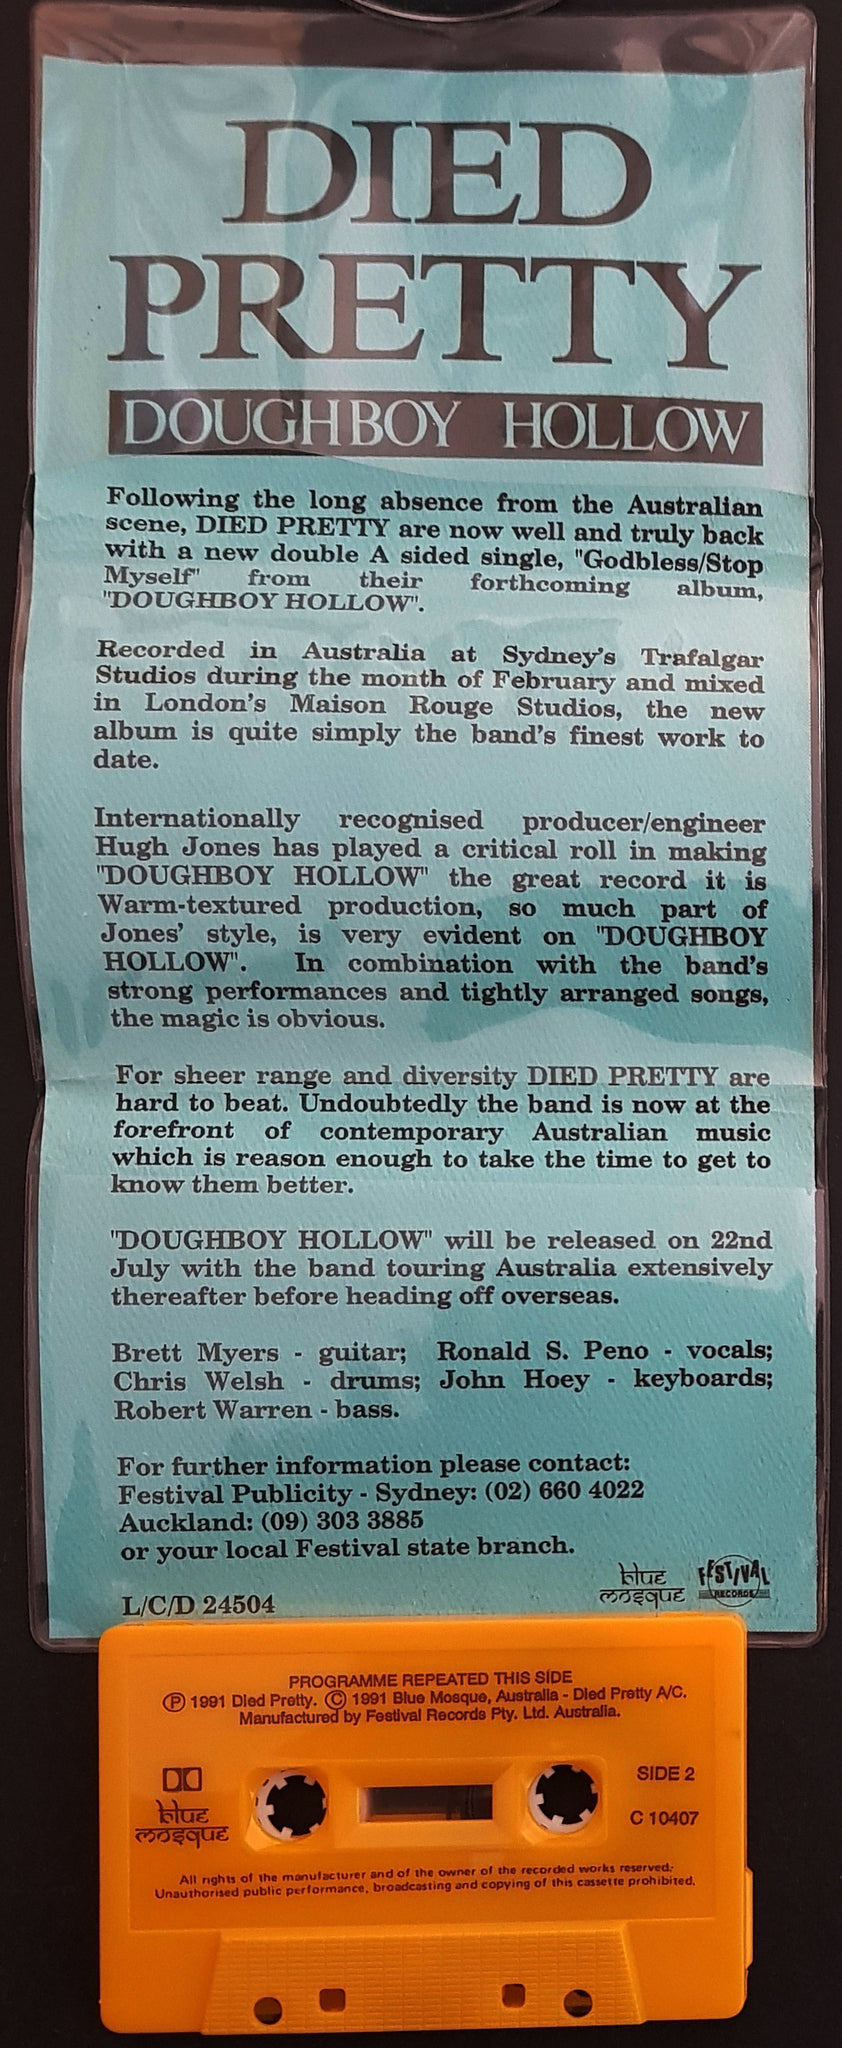 DIED
PRETTY
DOUGHBOY HOLLOW
Following the long absence from the Australian
scene, DIED PRETTY are now well and truly back
with a new double A sided single, "Godbless/Stop
Myself" from their forthcoming album,
"DOUGHBOY HOLLOW".
Recorded in Australia at Sydney's Trafalgar
Studios during the month of February and mixed
in London's Maison Rouge Studios, the new
album is quite simply the band's finest work to
date.
Internationally recognised producer/engineer
Hugh Jones has played a critical roll in making
"DOUGHBOY HOLLOW" the great record it is
Warm-textured production, so much part of
Jones' style, is very evident on "DOUGHBOY
HOLLOW". In combination with the band's
strong performances and tightly arranged songs,
the magic is obvious.
For sheer range and diversity DIED PRETTY are
hard to beat. Undoubtedly the band is now at the
forefront of contemporary Australian music
which is reason enough to take the time to get to
know them better.
"DOUGHBOY HOLLOW" will be released on 22nd
July with the band touring Australia extensively
thereafter before heading off overseas.
Brett Myers - guitar; Ronald S. Peno - vocals;
Chris Welsh - drums; John Hoey - keyboards;
Robert Warren - bass.
For further information please contact:
Festival Publicity - Sydney: (02) 660 4022
Auckland: (09) 303 3885
or your local Festival state branch.
blue
mosque
FESTIVAL
RECORDS
L/C/D 24504
PROGRAMME REPEATED THIS SIDE
Ⓟ 1991 Died Pretty. © 1991 Blue Mosque, Australia - Died Pretty A/C.
Manufactured by Festival Records Pty. Ltd. Australia.
SIDE 2
blue
mosque
C 10407
All rights of the manufacturer and of the owner of the recorded works reserved.
Unauthorised public performance, broadcasting and copying of this cassette prohibited.